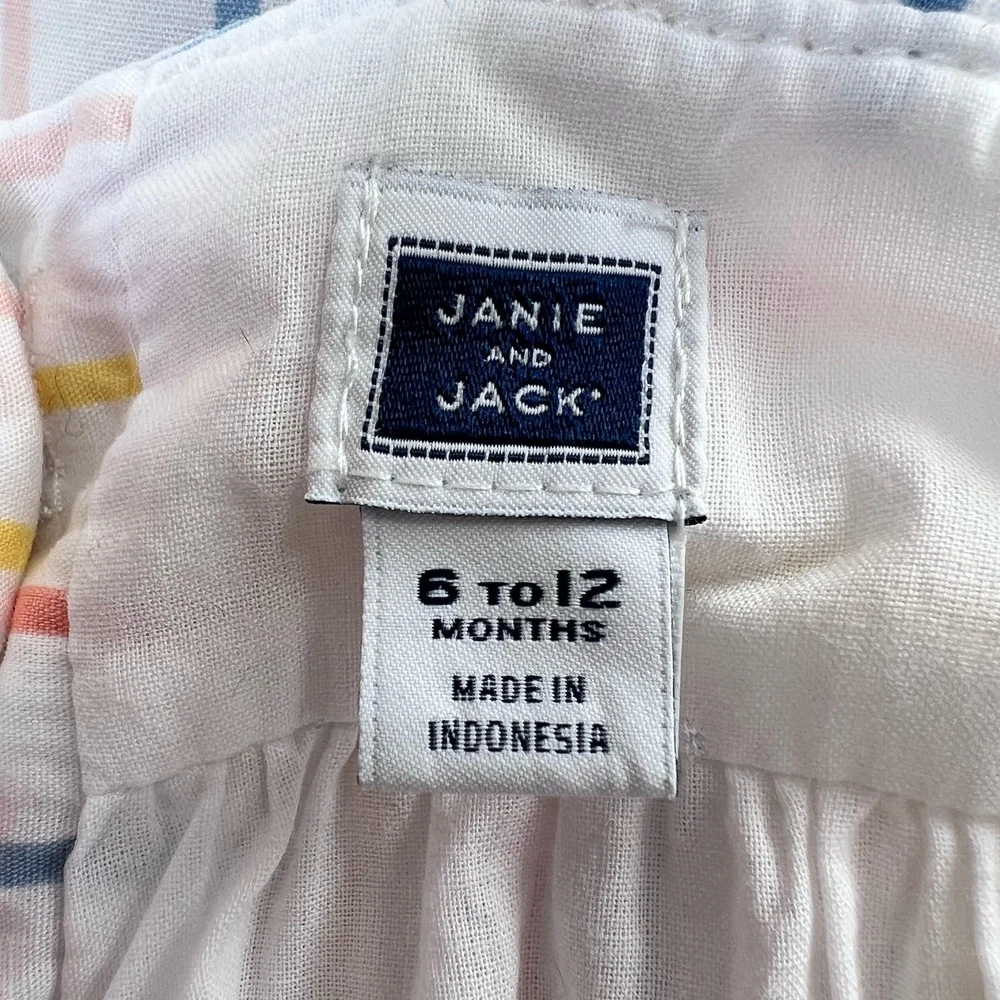 JANIE
AND
JACK
6 TO 12
MONTHS
MADE IN
INDONESIA